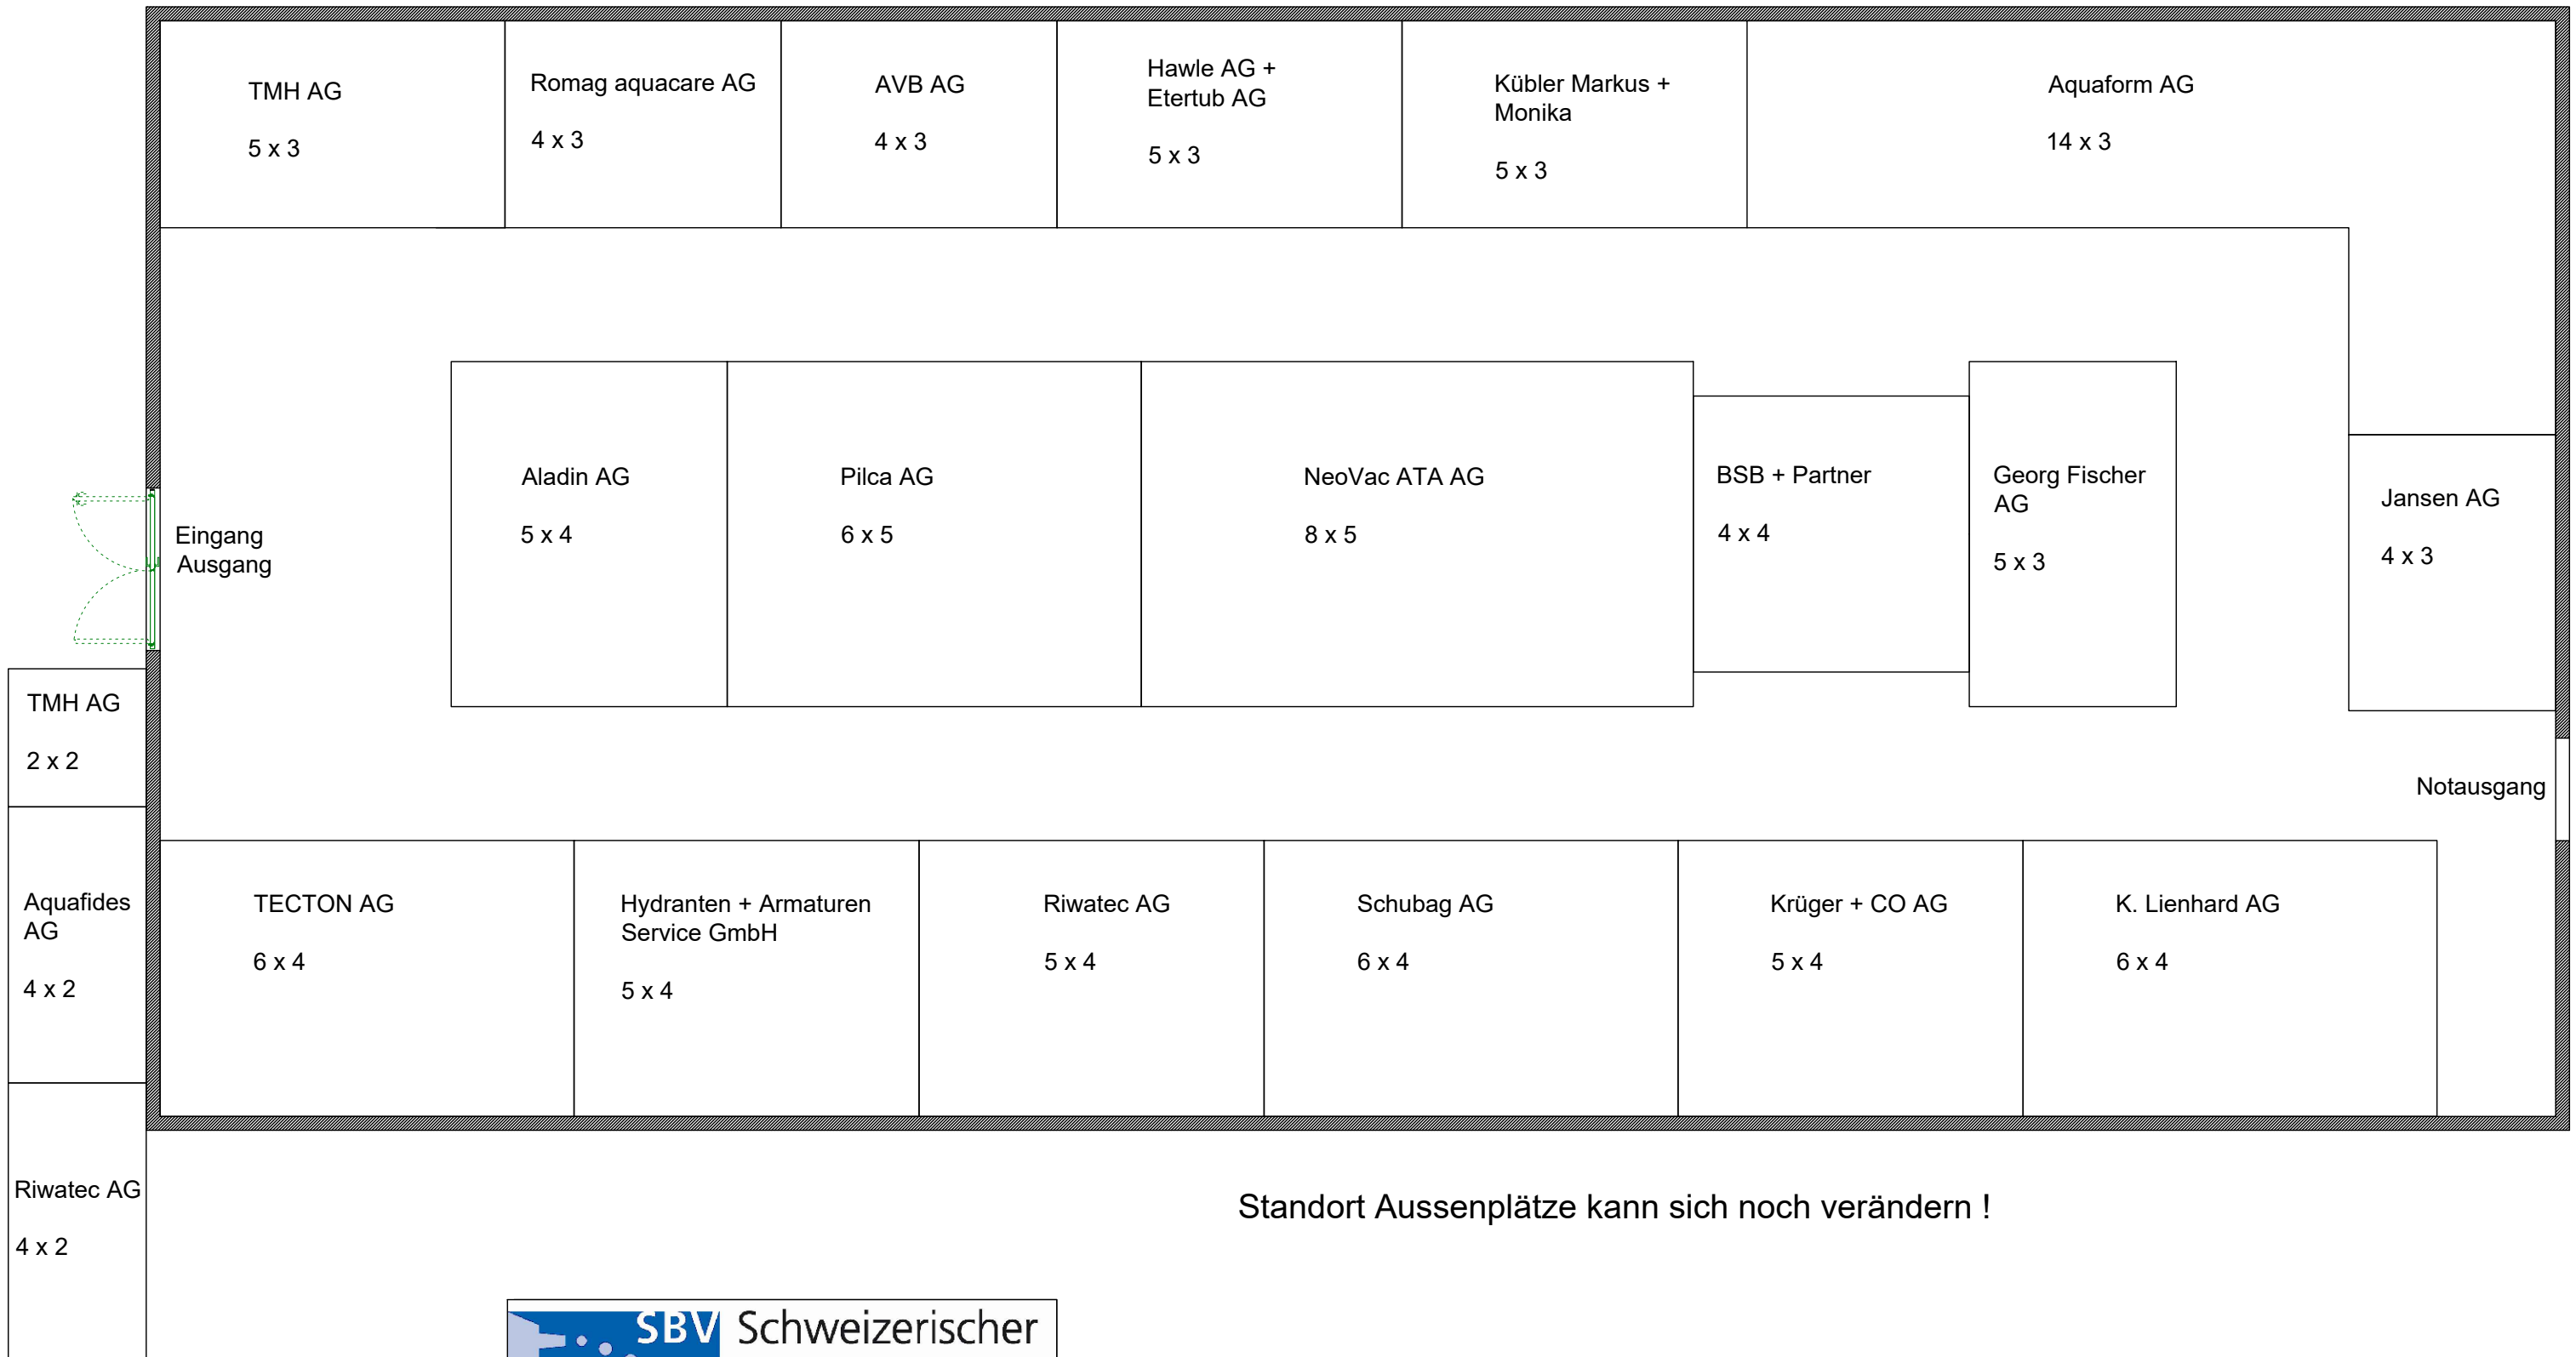 TMH AG
5 x 3
Romag aquacare AG
4 x 3
AVB AG
4 x 3
Hawle AG +
Etertub AG
5 x 3
Kübler Markus +
Monika
5 x 3
Aquaform AG
14 x 3
Aladin AG
5 x 4
Pilca AG
6 x 5
NeoVac ATA AG
8 x 5
BSB + Partner
4 x 4
Georg Fischer
AG
5 x 3
Jansen AG
4 x 3
Eingang
Ausgang
TMH AG
2 x 2
Notausgang
Aquafides
AG
4 x 2
TECTON AG
6 x 4
Hydranten + Armaturen
Service GmbH
5 x 4
Riwatec AG
5 x 4
Schubag AG
6 x 4
Krüger + CO AG
5 x 4
K. Lienhard AG
6 x 4
Riwatec AG
4 x 2
Standort Aussenplätze kann sich noch verändern !
SBV Schweizerischer